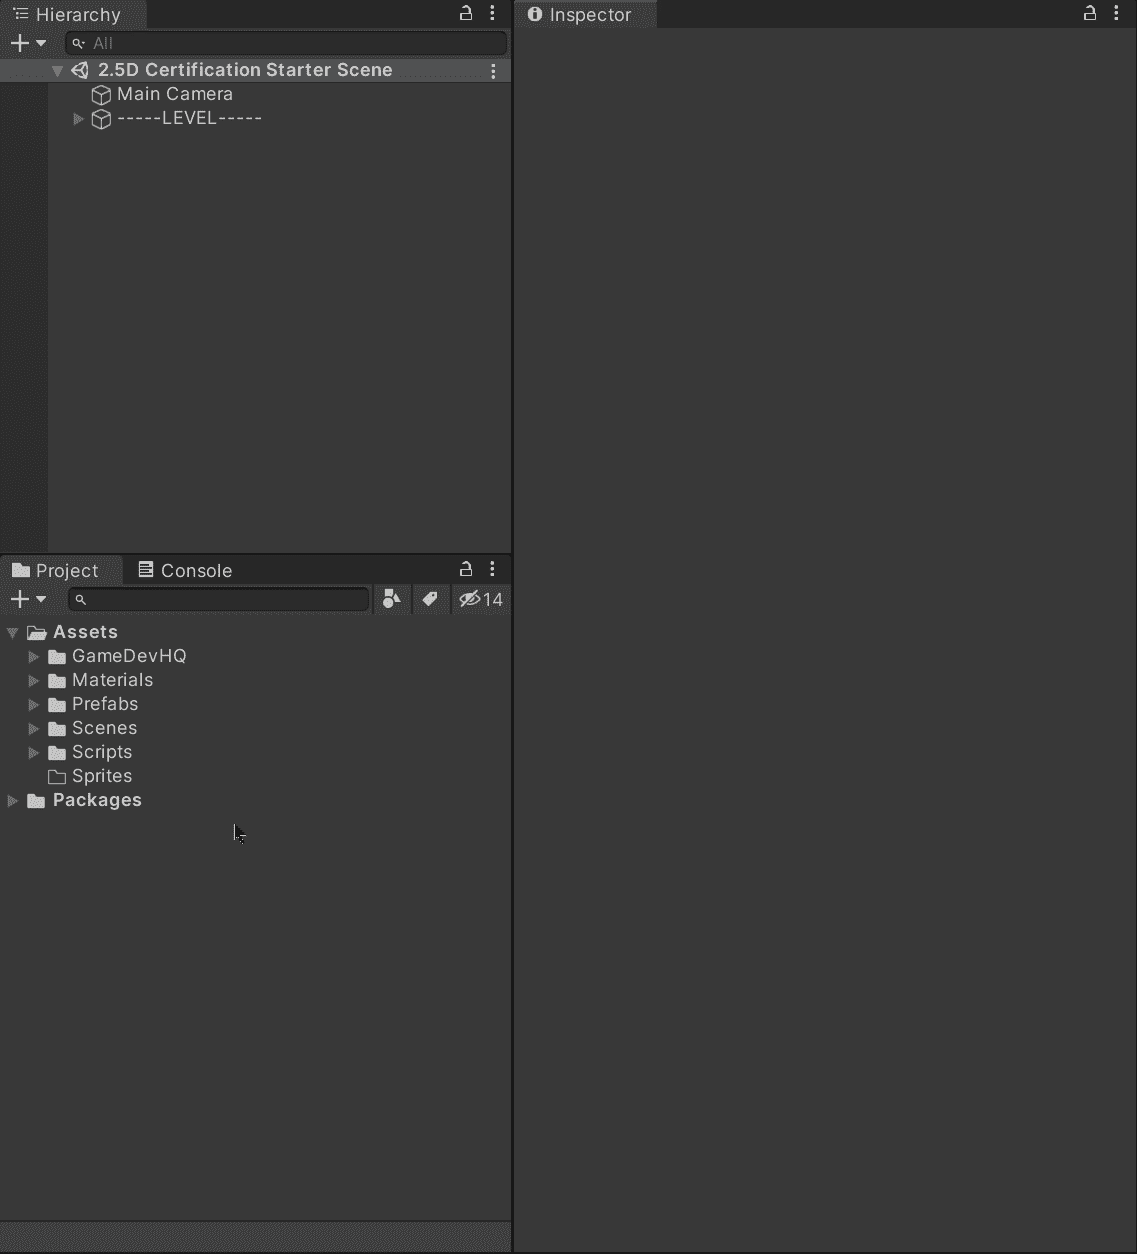 Hierarchy
All
2.5D Certification Starter Scene
Main Camera
-----LEVEL-----
Project
Console
14
Assets
GameDevHQ
Materials
Prefabs
Scenes
Scripts
Sprites
Packages
Inspector